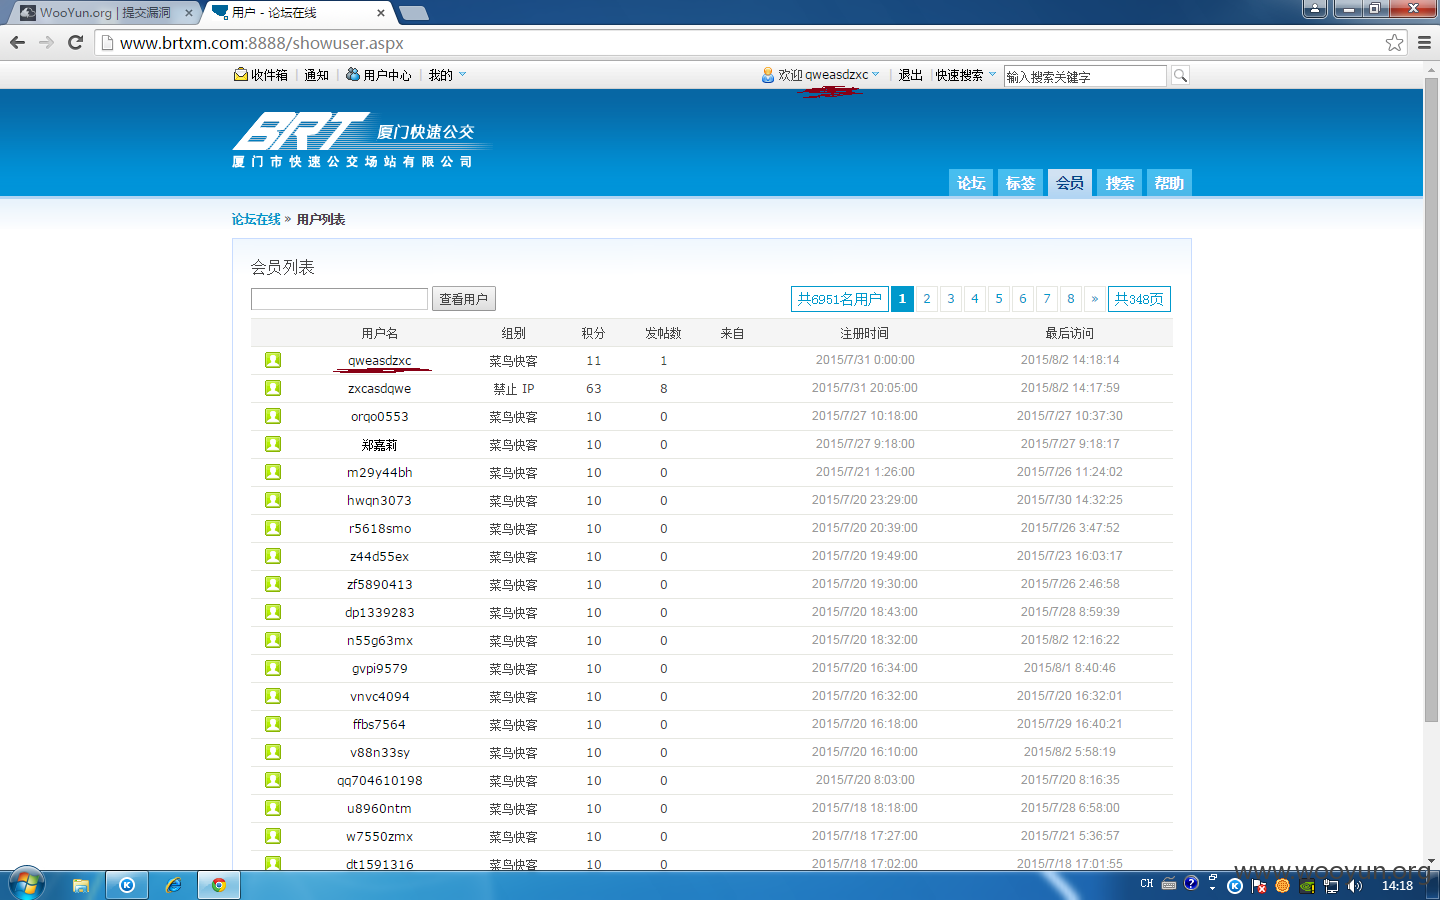 WooYun.org | 提交漏洞
用户 - 论坛在线
www.brtxm.com:8888/showuser.aspx
收件箱 | 通知 | 用户中心 | 我的
欢迎 qweasdzxc | 退出 | 快速搜索 输入搜索关键字
BRT 厦门快速公交
厦门市快速公交场站有限公司
论坛 标签 会员 搜索 帮助
论坛在线 » 用户列表
会员列表
查看用户 共6951名用户 1 2 3 4 5 6 7 8 » 共348页
用户名 组别 积分 发帖数 来自 注册时间 最后访问
qweasdzxc 菜鸟快客 11 1 2015/7/31 0:00:00 2015/8/2 14:18:14
zxcasdqwe 禁止 IP 63 8 2015/7/31 20:05:00 2015/8/2 14:17:59
orqo0553 菜鸟快客 10 0 2015/7/27 10:18:00 2015/7/27 10:37:30
郑嘉莉 菜鸟快客 10 0 2015/7/27 9:18:00 2015/7/27 9:18:17
m29y44bh 菜鸟快客 10 0 2015/7/21 1:26:00 2015/7/26 11:24:02
hwqn3073 菜鸟快客 10 0 2015/7/20 23:29:00 2015/7/30 14:32:25
r5618smo 菜鸟快客 10 0 2015/7/20 20:39:00 2015/7/26 3:47:52
z44d55ex 菜鸟快客 10 0 2015/7/20 19:49:00 2015/7/23 16:03:17
zf5890413 菜鸟快客 10 0 2015/7/20 19:30:00 2015/7/26 2:46:58
dp1339283 菜鸟快客 10 0 2015/7/20 18:43:00 2015/7/28 8:59:39
n55g63mx 菜鸟快客 10 0 2015/7/20 18:32:00 2015/8/2 12:16:22
gvpi9579 菜鸟快客 10 0 2015/7/20 16:34:00 2015/8/1 8:40:46
vnvc4094 菜鸟快客 10 0 2015/7/20 16:32:00 2015/7/20 16:32:01
ffbs7564 菜鸟快客 10 0 2015/7/20 16:18:00 2015/7/29 16:40:21
v88n33sy 菜鸟快客 10 0 2015/7/20 16:10:00 2015/8/2 5:58:19
qq704610198 菜鸟快客 10 0 2015/7/20 8:03:00 2015/7/20 8:16:35
u8960ntm 菜鸟快客 10 0 2015/7/18 18:18:00 2015/7/28 6:58:00
w7550zmx 菜鸟快客 10 0 2015/7/18 17:27:00 2015/7/21 5:36:57
dt1591316 菜鸟快客 10 0 2015/7/18 17:02:00 2015/7/18 17:01:55
www.wooyun.org
CH 14:18